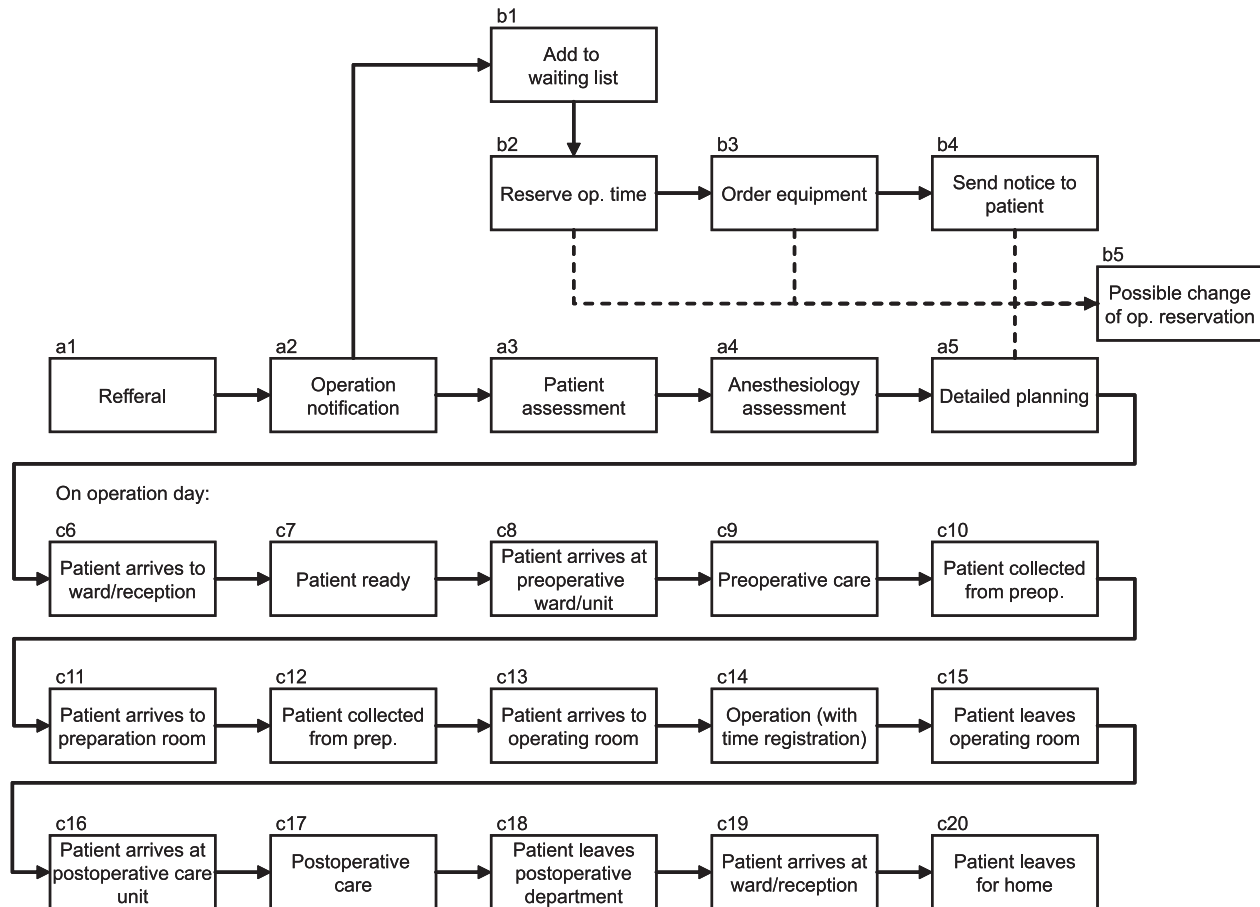 b1
Add to
waiting list
b2
Reserve op. time
b3
Order equipment
b4
Send notice to
patient
b5
Possible change
of op. reservation
a1
Refferal
a2
Operation
notification
a3
Patient
assessment
a4
Anesthesiology
assessment
a5
Detailed planning
On operation day:
c6
Patient arrives to
ward/reception
c7
Patient ready
c8
Patient arrives at
preoperative
ward/unit
c9
Preoperative care
c10
Patient collected
from preop.
c11
Patient arrives to
preparation room
c12
Patient collected
from prep.
c13
Patient arrives to
operating room
c14
Operation (with
time registration)
c15
Patient leaves
operating room
c16
Patient arrives at
postoperative care
unit
c17
Postoperative
care
c18
Patient leaves
postoperative
department
c19
Patient arrives at
ward/reception
c20
Patient leaves
for home